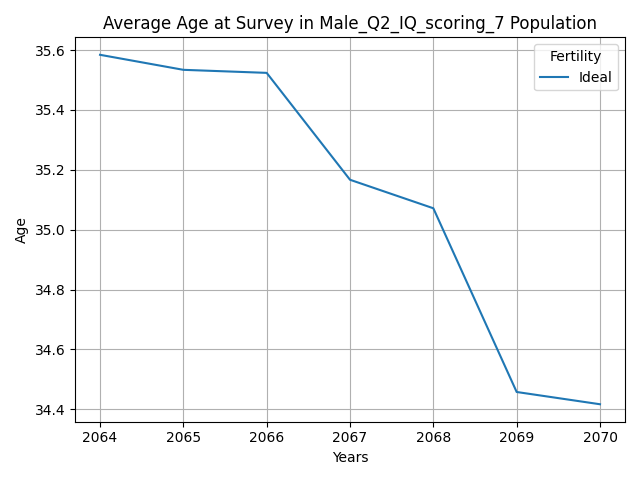 Average Age at Survey in Male_Q2_IQ_scoring_7 Population
Fertility
Ideal
35.6
35.4
35.2
35.0
34.8
34.6
34.4
Age
2064 2065 2066 2067 2068 2069 2070
Years